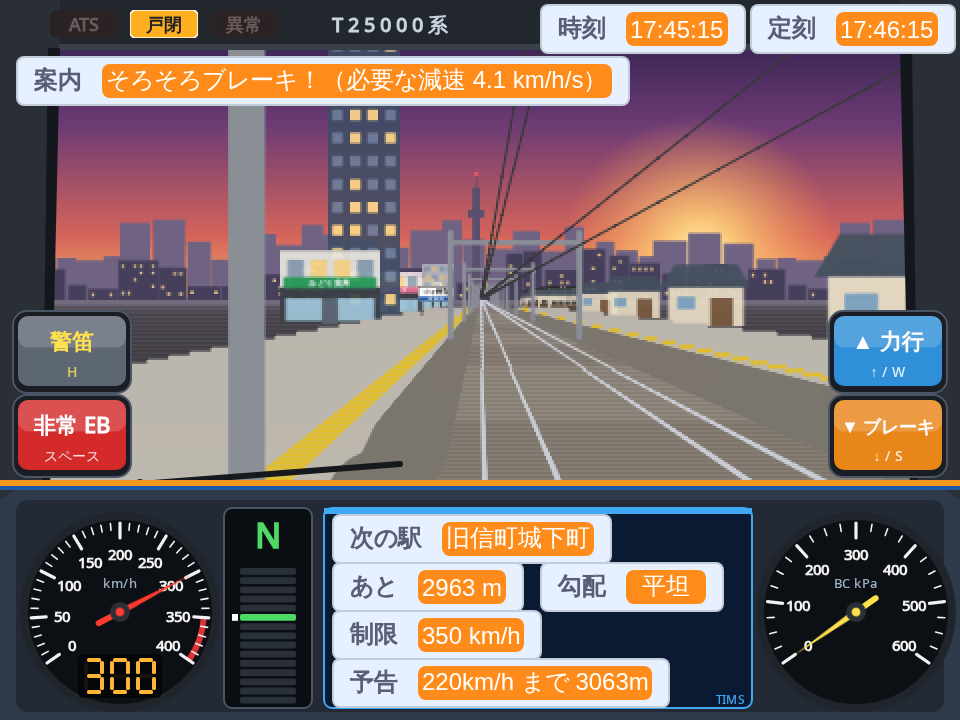 ATS 戸閉 異常 T25000系 時刻 17:45:15 定刻 17:46:15
案内 そろそろブレーキ！（必要な減速 4.1 km/h/s）
警笛
H
非常 EB
スペース
▲ 力行
↑ / W
▼ ブレーキ
↓ / S
0 50 100 150 200 250 300 350 400
km/h
300
N
次の駅 旧信町城下町
あと 2963 m 勾配 平坦
制限 350 km/h
予告 220km/h まで 3063m
TIMS
0 100 200 300 400 500 600
BC kPa